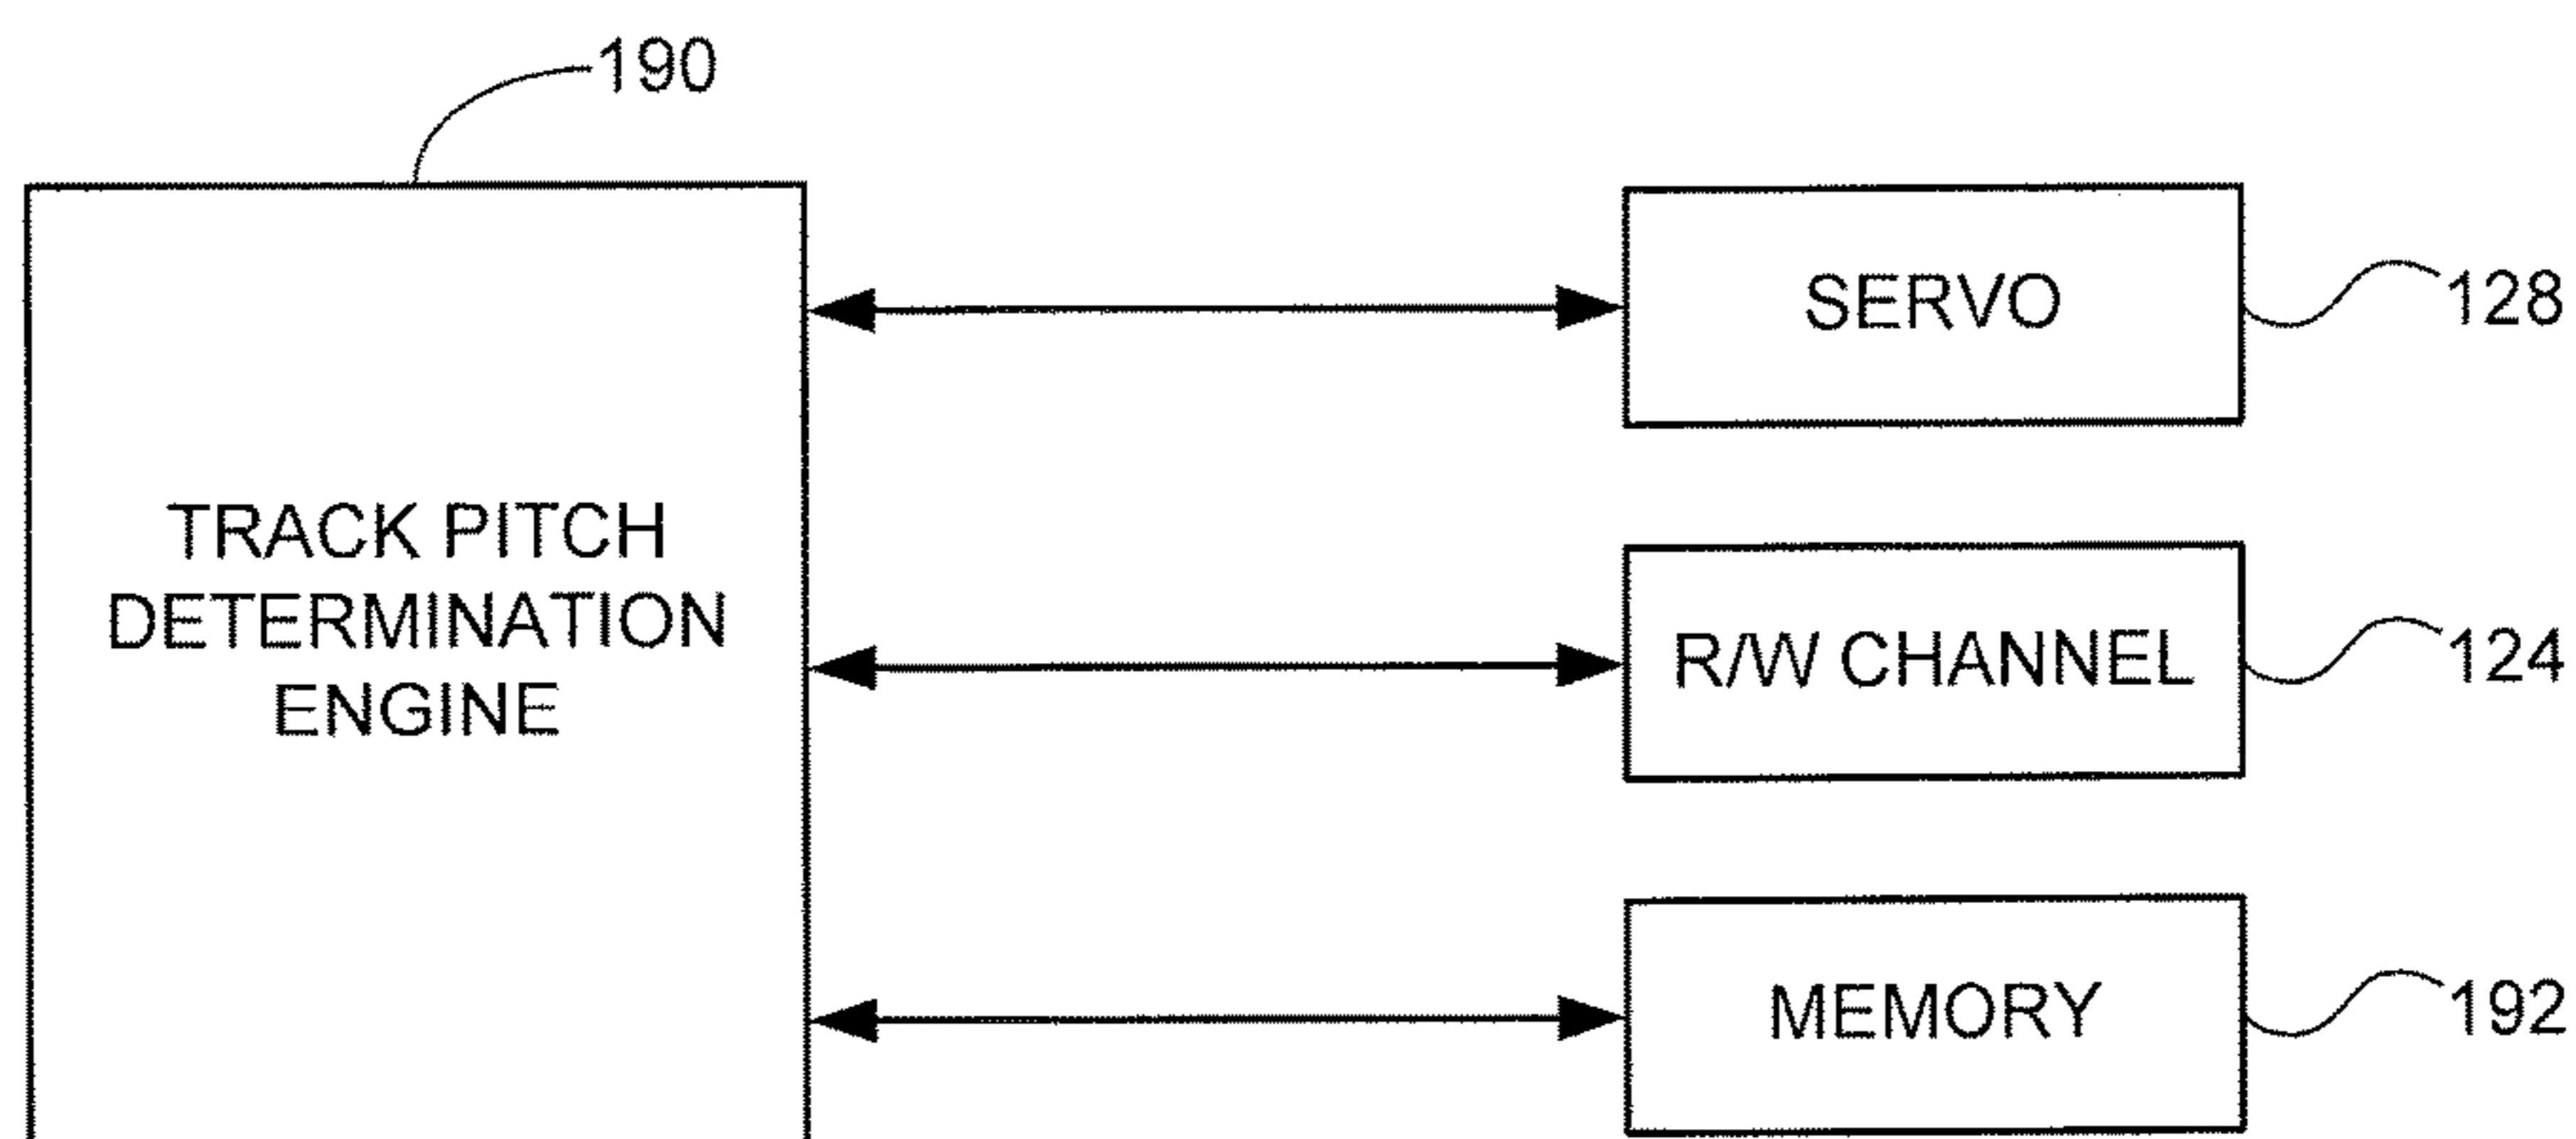 190
SERVO
128
TRACK PITCH
DETERMINATION
ENGINE
R/W CHANNEL
124
MEMORY
192